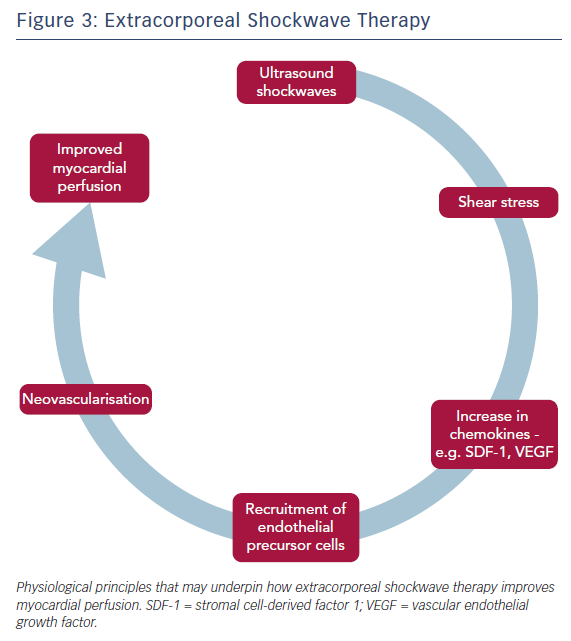 Figure 3: Extracorporeal Shockwave Therapy
Ultrasound
shockwaves
Improved
myocardial
perfusion
Shear stress
Neovascularisation
Increase in
chemokines -
e.g. SDF-1, VEGF
Recruitment of
endothelial
precursor cells
Physiological principles that may underpin how extracorporeal shockwave therapy improves
myocardial perfusion. SDF-1 = stromal cell-derived factor 1; VEGF = vascular endothelial
growth factor.